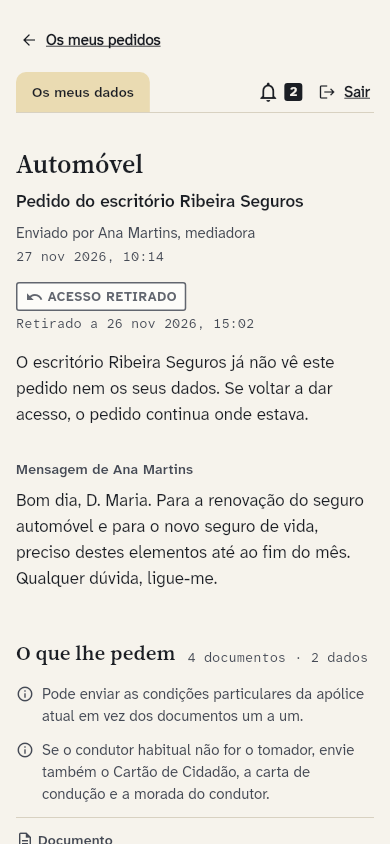 Os meus pedidos
Os meus dados
2
Sair
Automóvel
Pedido do escritório Ribeira Seguros
Enviado por Ana Martins, mediadora
27 nov 2026, 10:14
ACESSO RETIRADO
Retirado a 26 nov 2026, 15:02
O escritório Ribeira Seguros já não vê este
pedido nem os seus dados. Se voltar a dar
acesso, o pedido continua onde estava.
Mensagem de Ana Martins
Bom dia, D. Maria. Para a renovação do seguro
automóvel e para o novo seguro de vida,
preciso destes elementos até ao fim do mês.
Qualquer dúvida, ligue-me.
O que lhe pedem 4 documentos · 2 dados
Pode enviar as condições particulares da apólice
atual em vez dos documentos um a um.
Se o condutor habitual não for o tomador, envie
também o Cartão de Cidadão, a carta de
condução e a morada do condutor.
Documento